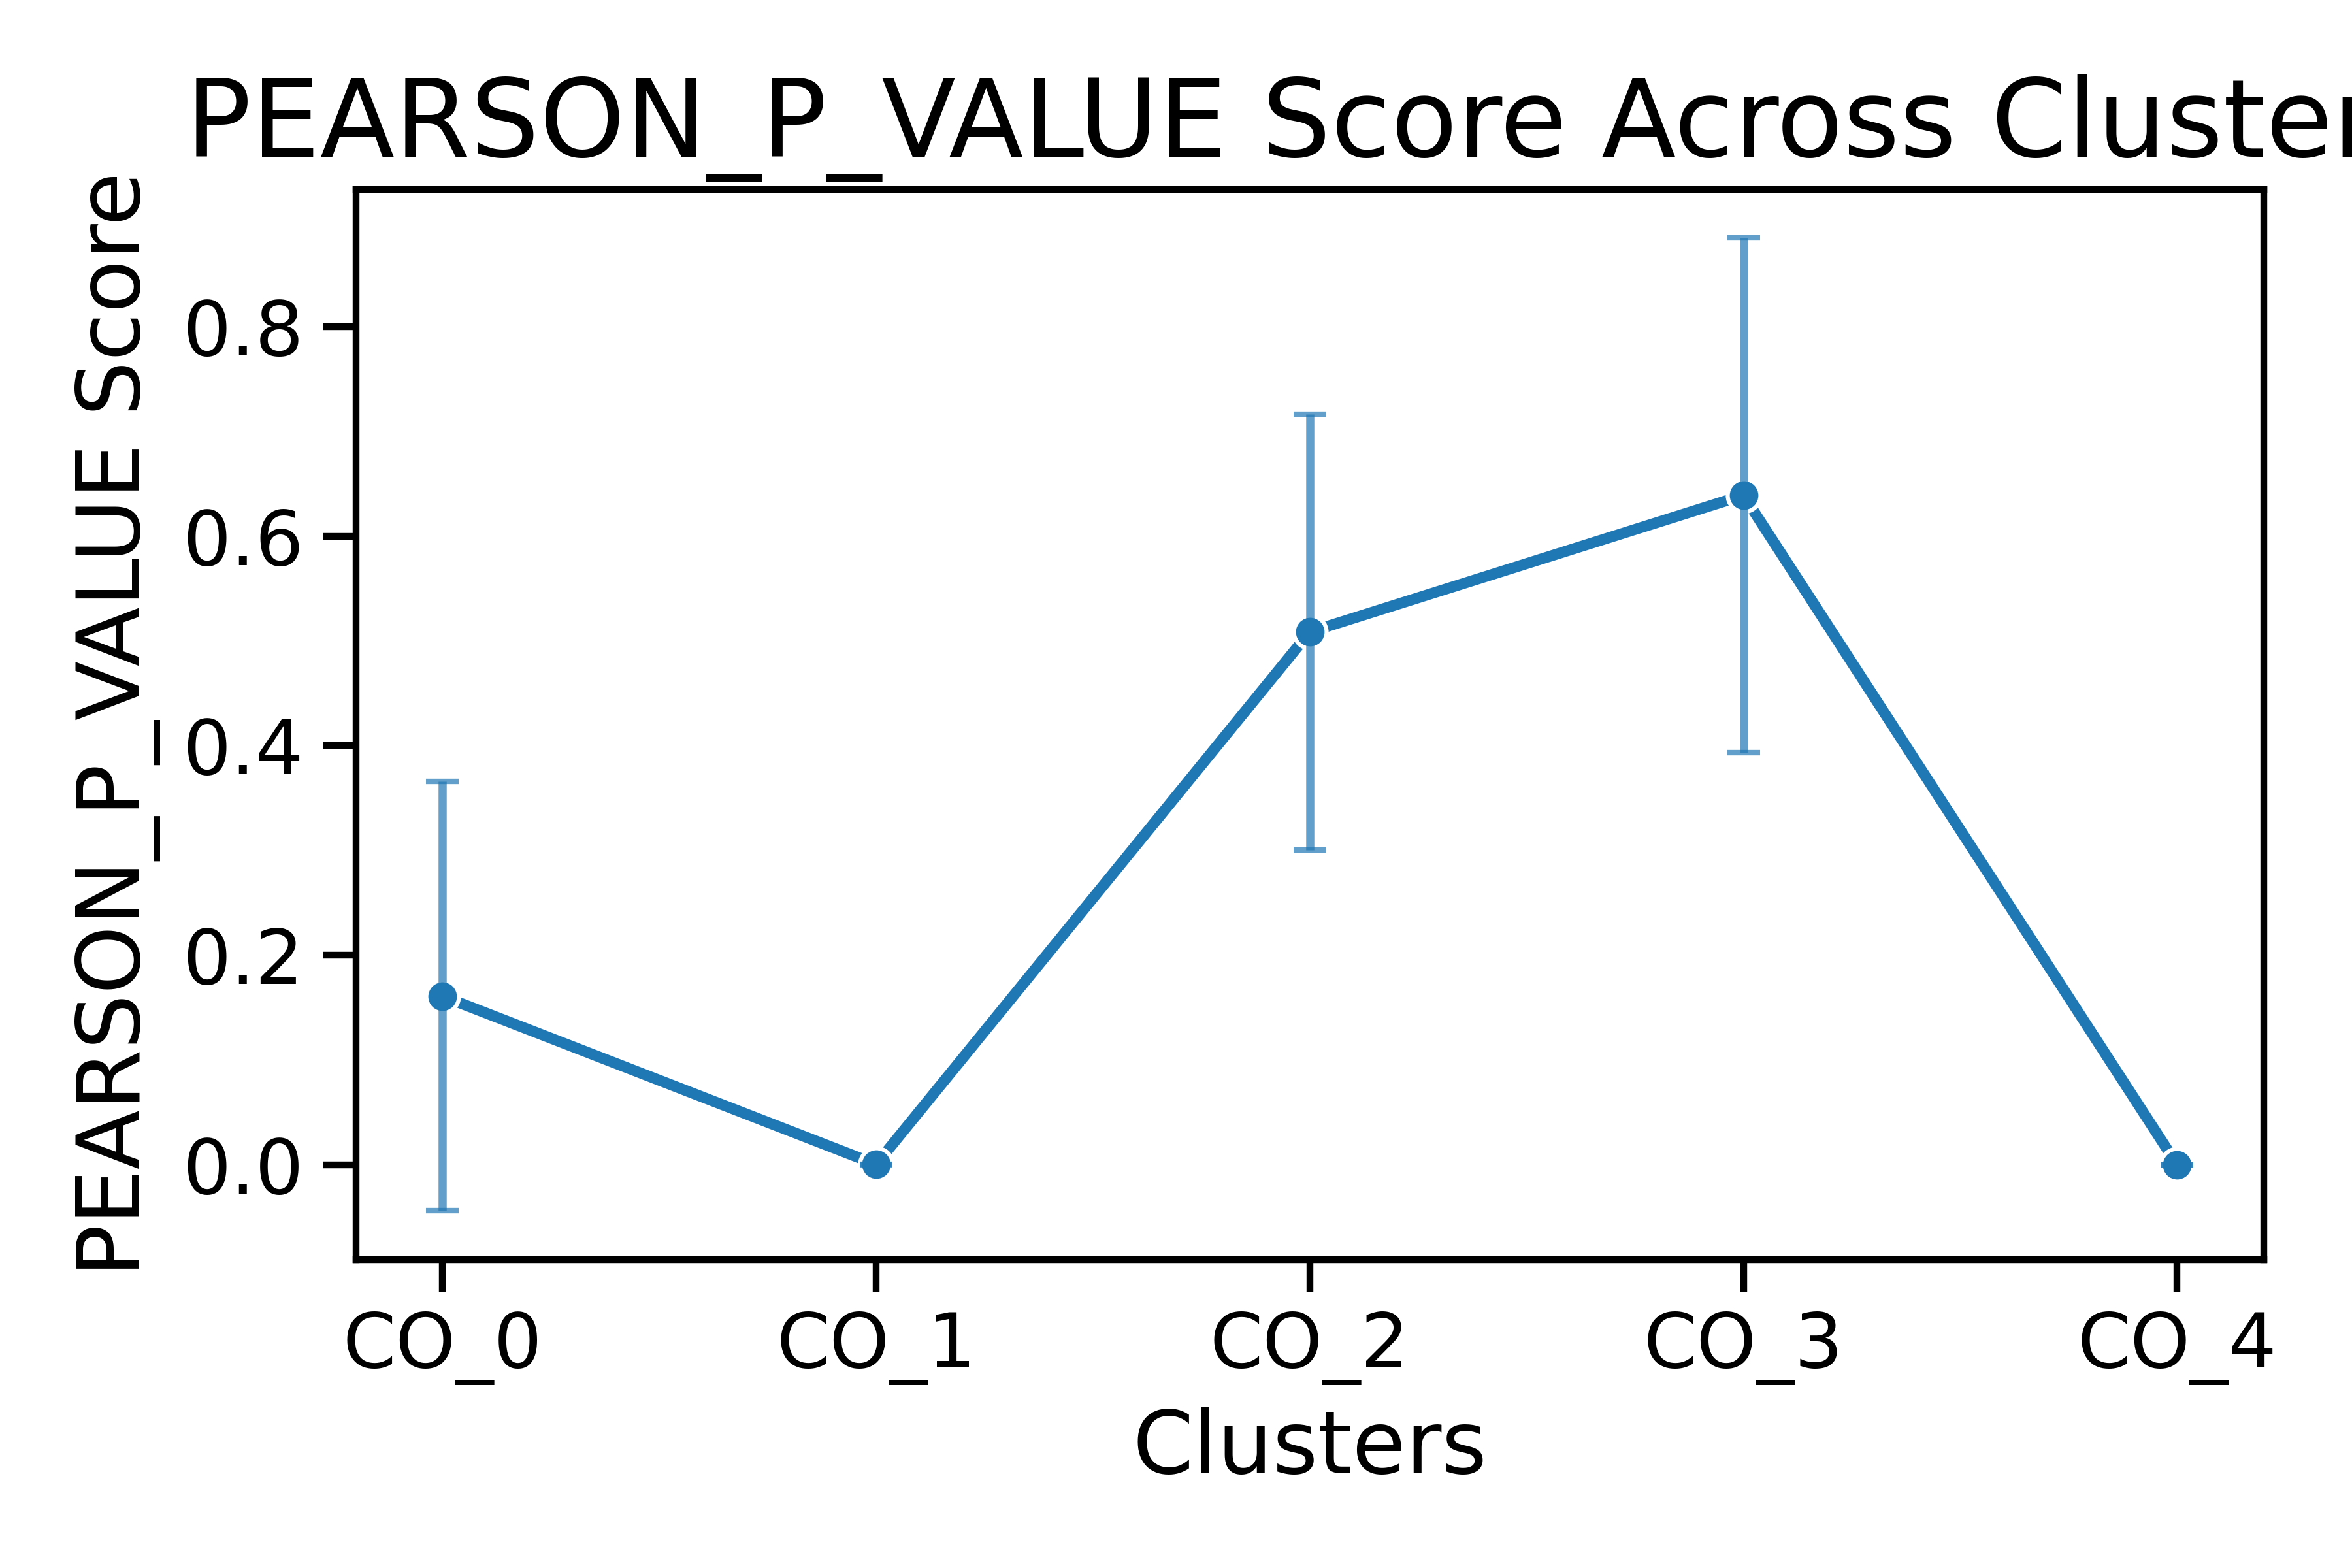 PEARSON_P_VALUE Score Across Cluster
PEARSON_P_VALUE Score
0.8
0.6
0.4
0.2
0.0
CO_0 CO_1 CO_2 CO_3 CO_4
Clusters